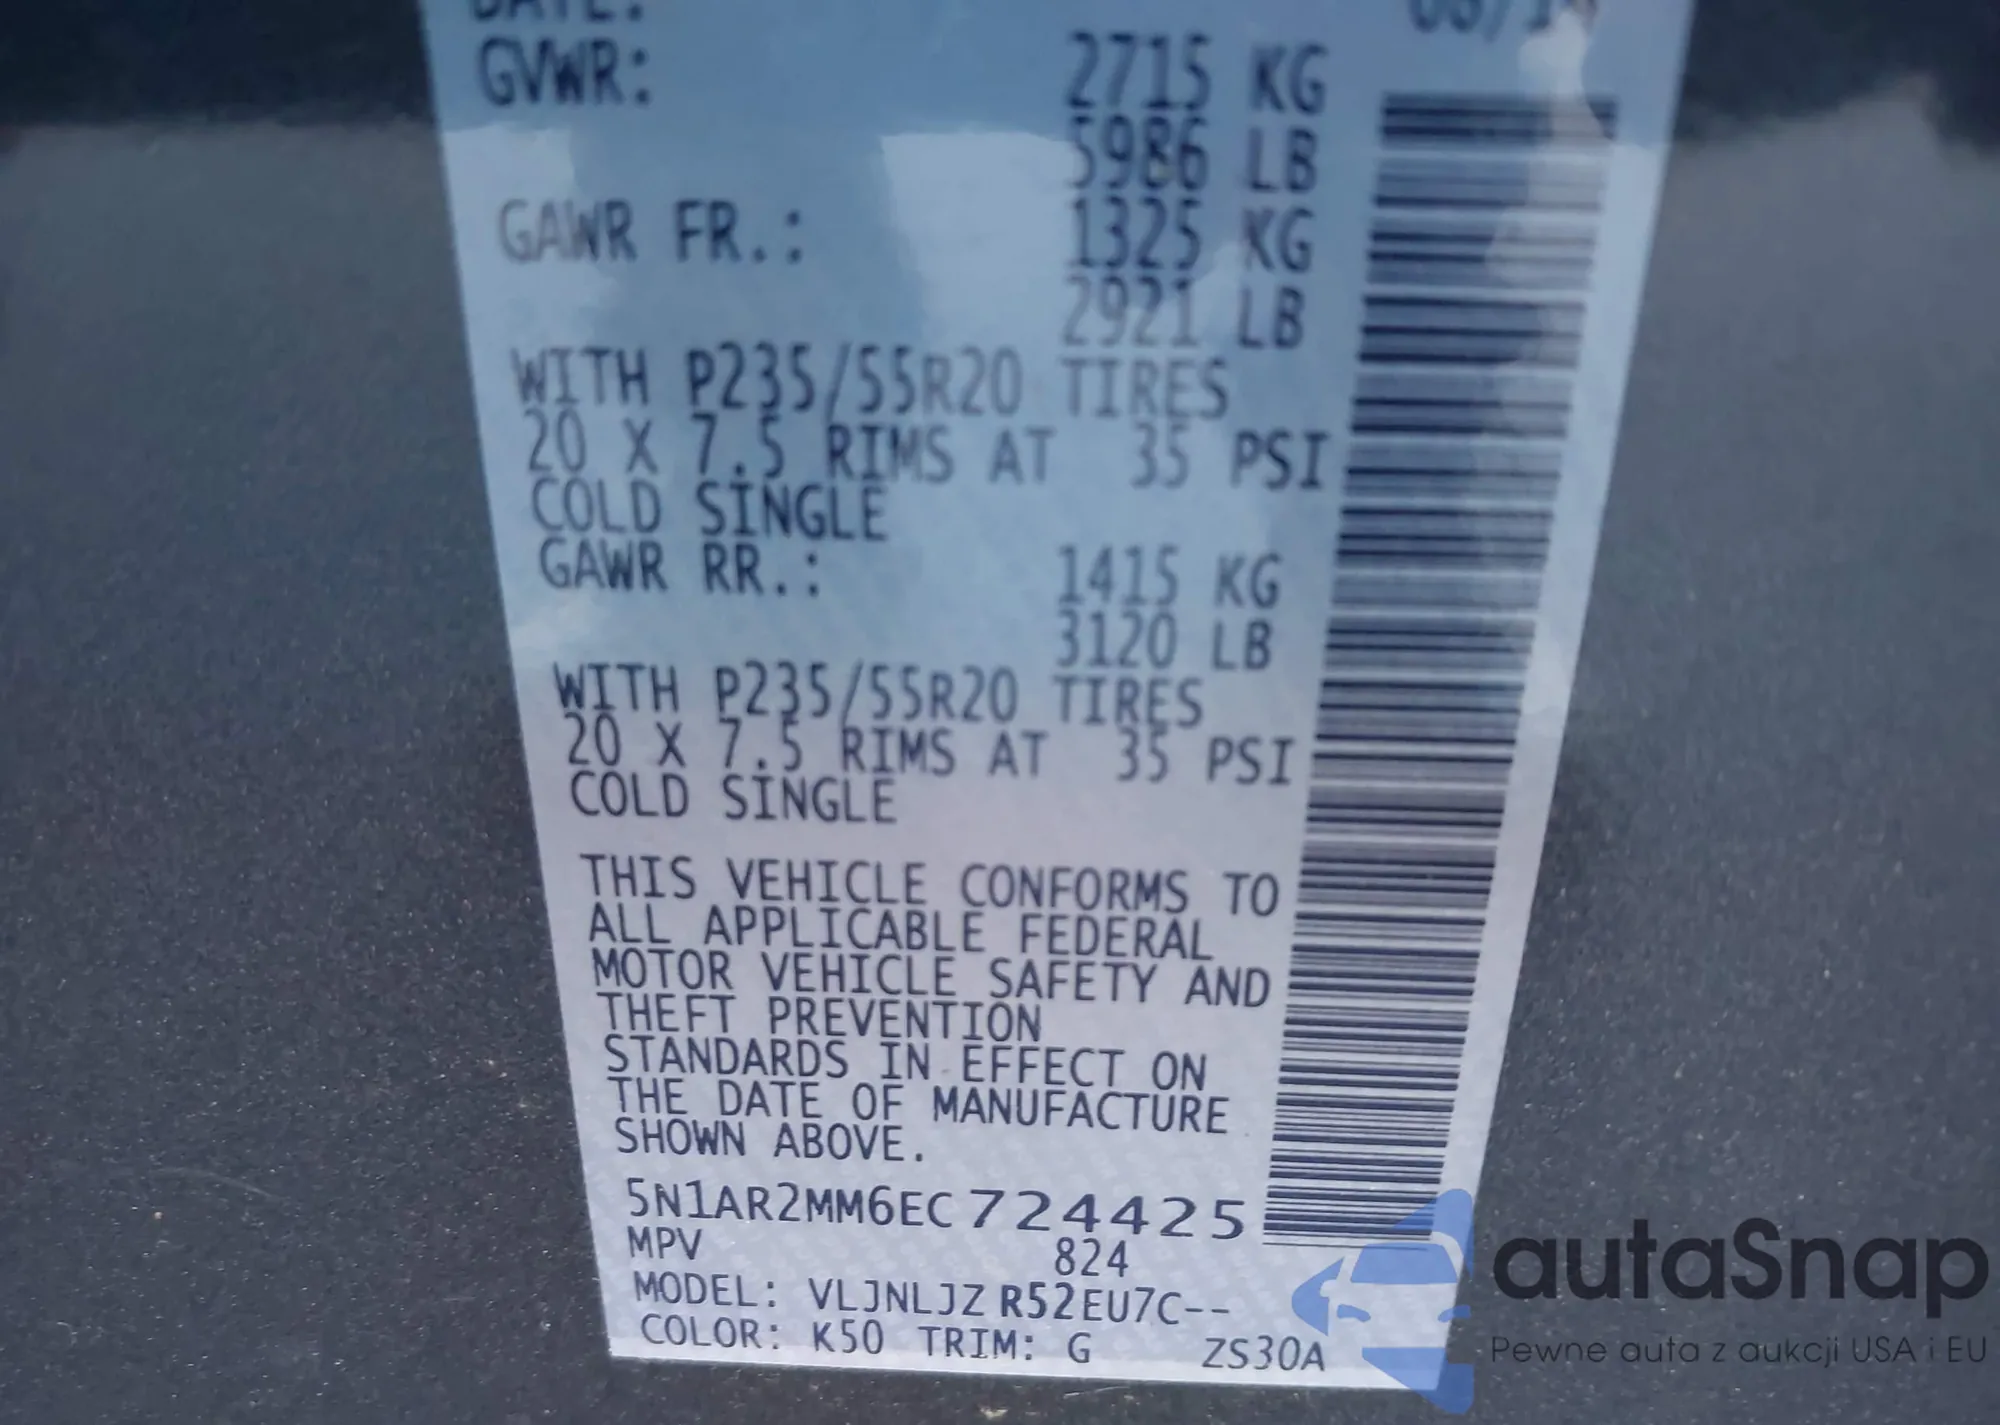 DATE:
GVWR: 2715 KG
5986 LB
GAWR FR.: 1325 KG
2921 LB
WITH P235/55R20 TIRES
20 X 7.5 RIMS AT 35 PSI
COLD SINGLE
GAWR RR.: 1415 KG
3120 LB
WITH P235/55R20 TIRES
20 X 7.5 RIMS AT 35 PSI
COLD SINGLE
THIS VEHICLE CONFORMS TO
ALL APPLICABLE FEDERAL
MOTOR VEHICLE SAFETY AND
THEFT PREVENTION
STANDARDS IN EFFECT ON
THE DATE OF MANUFACTURE
SHOWN ABOVE.
5N1AR2MM6EC724425
MPV 824
MODEL: VLJNLJZ R52EU7C--
COLOR: K50 TRIM: G ZS30A
autaSnap
Pewne auta z aukcji USA i EU